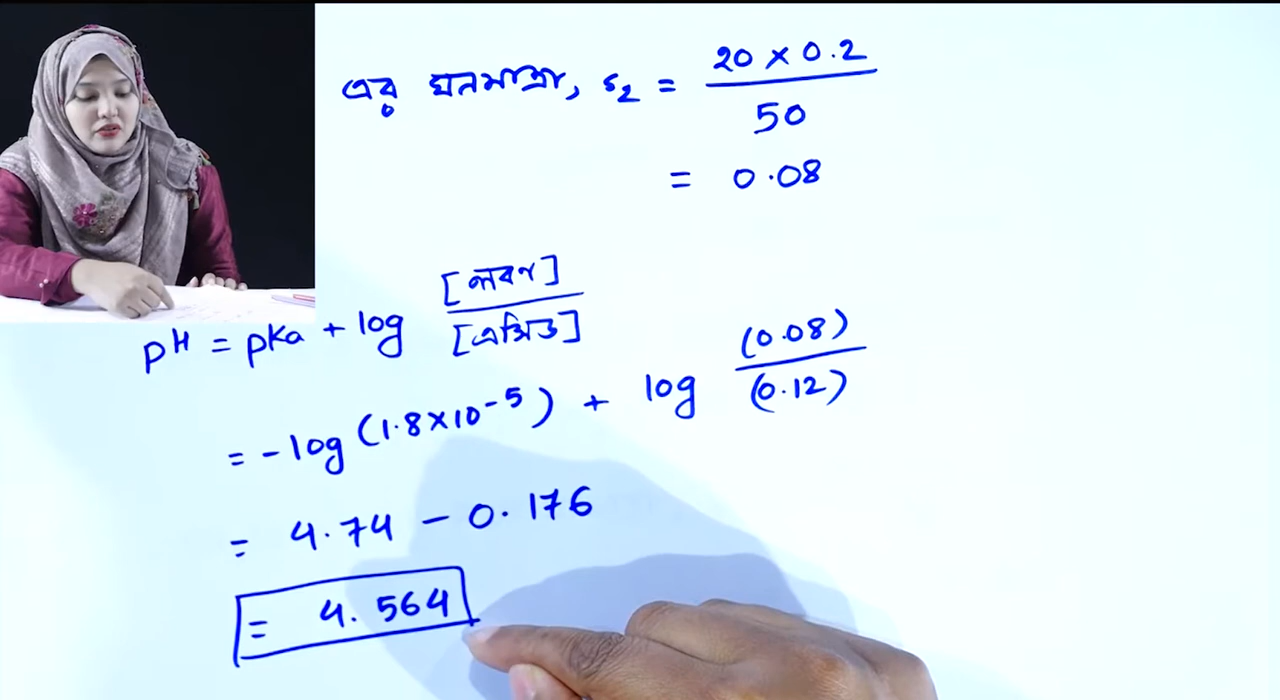 এর ঘনমাত্রা, S₂ = (20 × 0.2)/50
= 0.08
pH = pKa + log [লবণ]/[এসিড]
= -log (1.8×10⁻⁵) + log (0.08)/(0.12)
= 4.74 - 0.176
= 4.564